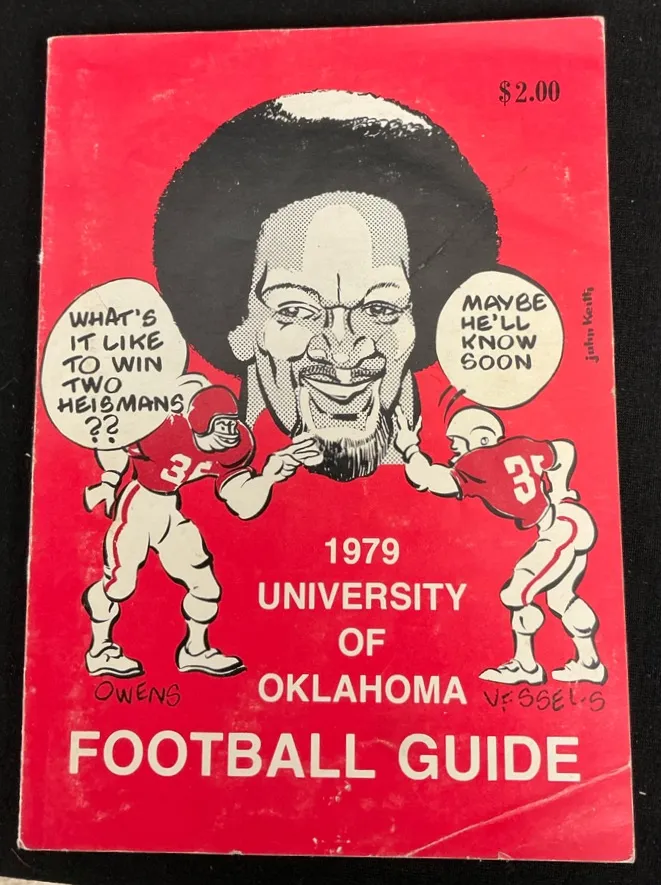 $2.00
WHAT'S
IT LIKE
TO WIN
TWO
HEISMANS
??
MAYBE
HE'LL
KNOW
SOON
john Keith
35
1979
UNIVERSITY
OF
OKLAHOMA
OWENS
VESSELS
FOOTBALL GUIDE